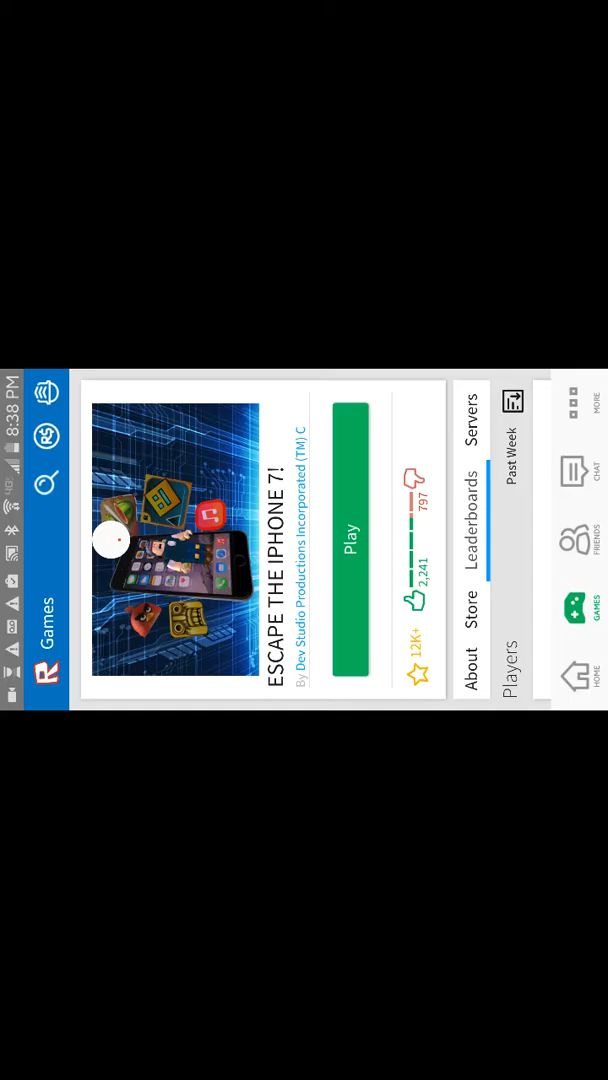 4G 8:38 PM
Games
ESCAPE THE IPHONE 7!
By Dev Studio Productions Incorporated (TM) C
Play
12K+ 2,241 797
About Store Leaderboards Servers
Players Past Week
HOME GAMES FRIENDS CHAT MORE